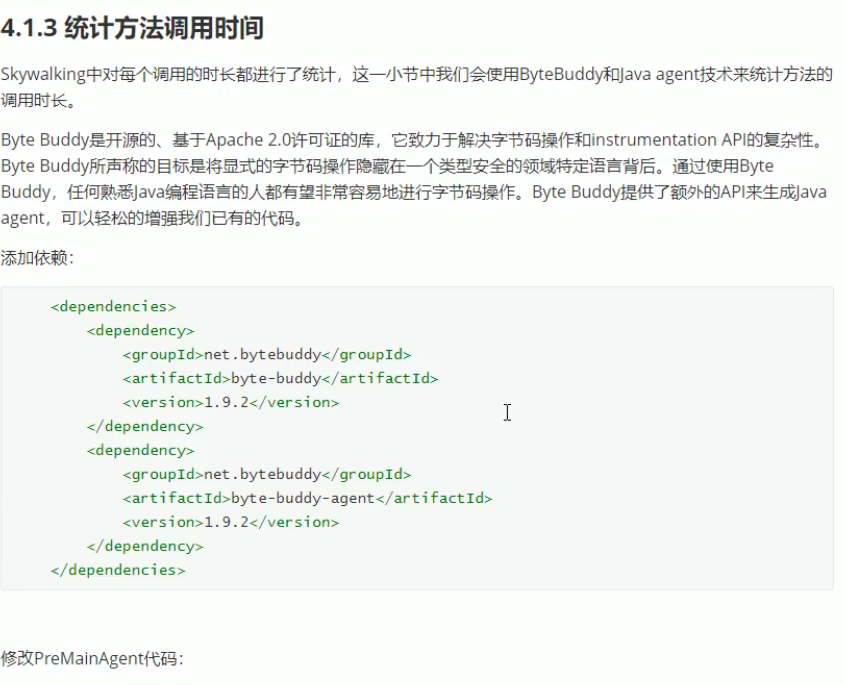 4.1.3 统计方法调用时间
Skywalking中对每个调用的时长都进行了统计，这一小节中我们会使用ByteBuddy和Java agent技术来统计方法的
调用时长。
Byte Buddy是开源的、基于Apache 2.0许可证的库，它致力于解决字节码操作和instrumentation API的复杂性。
Byte Buddy所声称的目标是将显式的字节码操作隐藏在一个类型安全的领域特定语言背后。通过使用Byte
Buddy，任何熟悉Java编程语言的人都有望非常容易地进行字节码操作。Byte Buddy提供了额外的API来生成Java
agent，可以轻松的增强我们已有的代码。
添加依赖：
<dependencies>
<dependency>
<groupId>net.bytebuddy</groupId>
<artifactId>byte-buddy</artifactId>
<version>1.9.2</version>
</dependency>
<dependency>
<groupId>net.bytebuddy</groupId>
<artifactId>byte-buddy-agent</artifactId>
<version>1.9.2</version>
</dependency>
</dependencies>
修改PreMainAgent代码：